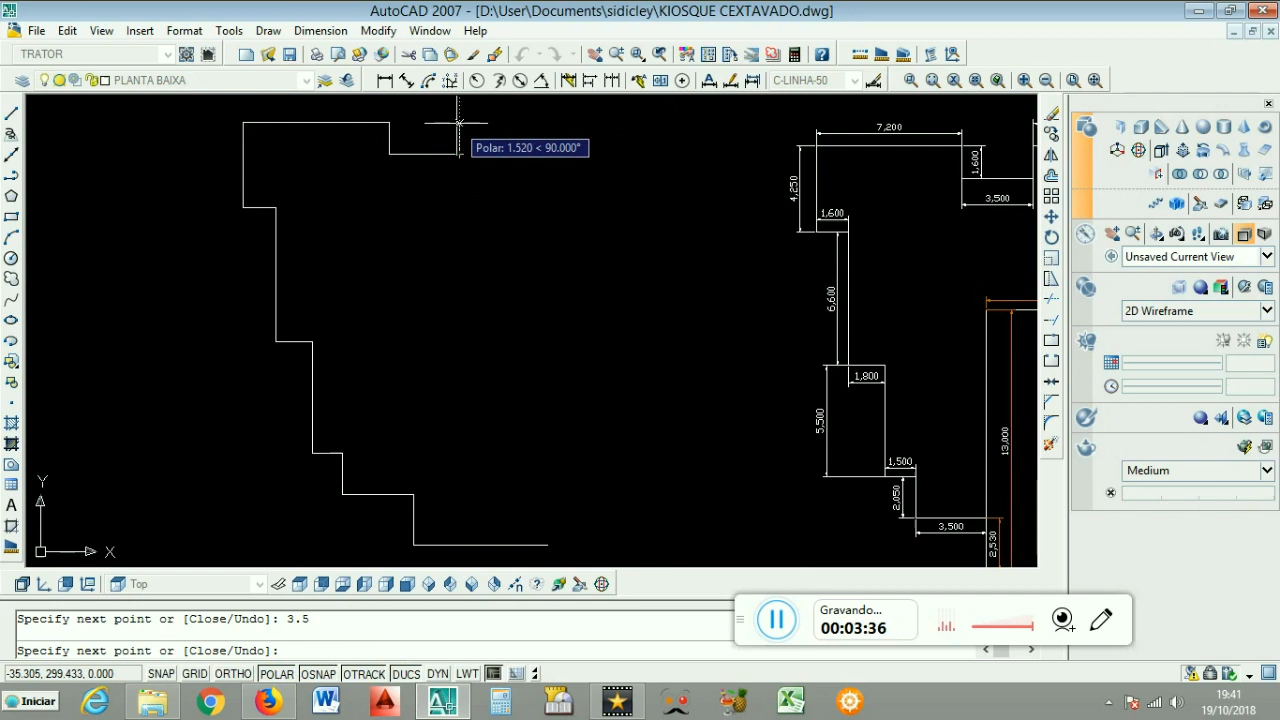 AutoCAD 2007 - [D:\User\Documents\sidicley\KIOSQUE CEXTAVADO.dwg]
File Edit View Insert Format Tools Draw Dimension Modify Window Help
TRATOR
PLANTA BAIXA
C-LINHA-50
Polar: 1.520 < 90.000°
7,200
1,600
4,250
3,500
1,600
6,600
1,800
5,500
1,500
2,050
3,500
13,000
2,530
Y
X
Unsaved Current View
2D Wireframe
Medium
Top
Specify next point or [Close/Undo]: 3.5
Specify next point or [Close/Undo]:
Gravando...
00:03:36
-35.305, 299.433, 0.000 SNAP GRID ORTHO POLAR OSNAP OTRACK DUCS DYN LWT
Iniciar
19:41
19/10/2018